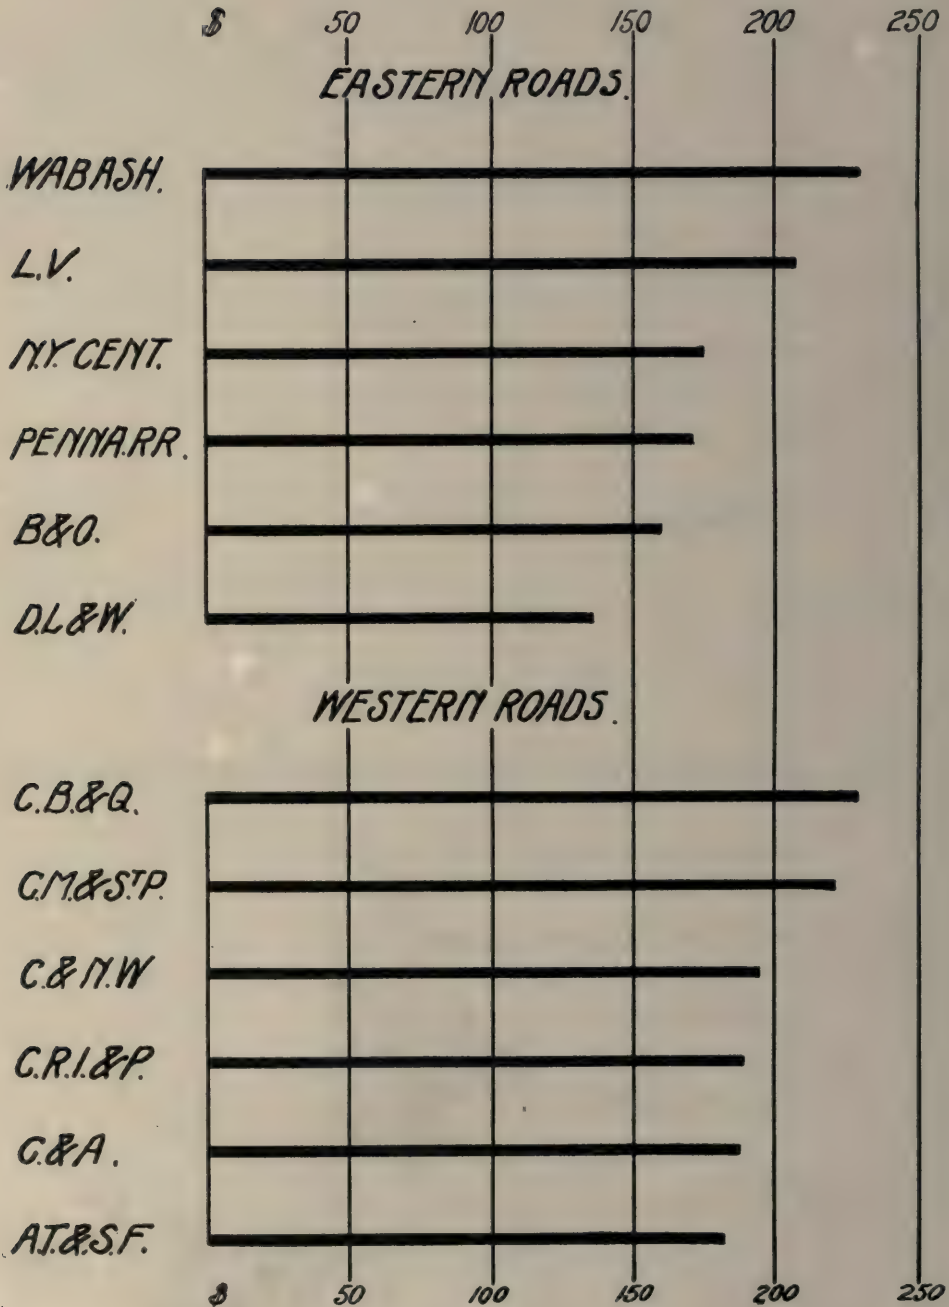 $ 50 100 150 200 250
EASTERN ROADS.
WABASH.
L.V.
N.Y. CENT.
PENNA.RR.
B&O.
D.L&W.
WESTERN ROADS.
C.B.&Q.
C.M.&ST.P.
C.&N.W
C.R.I.&P.
C.&A.
A.T.&S.F.
$ 50 100 150 200 250